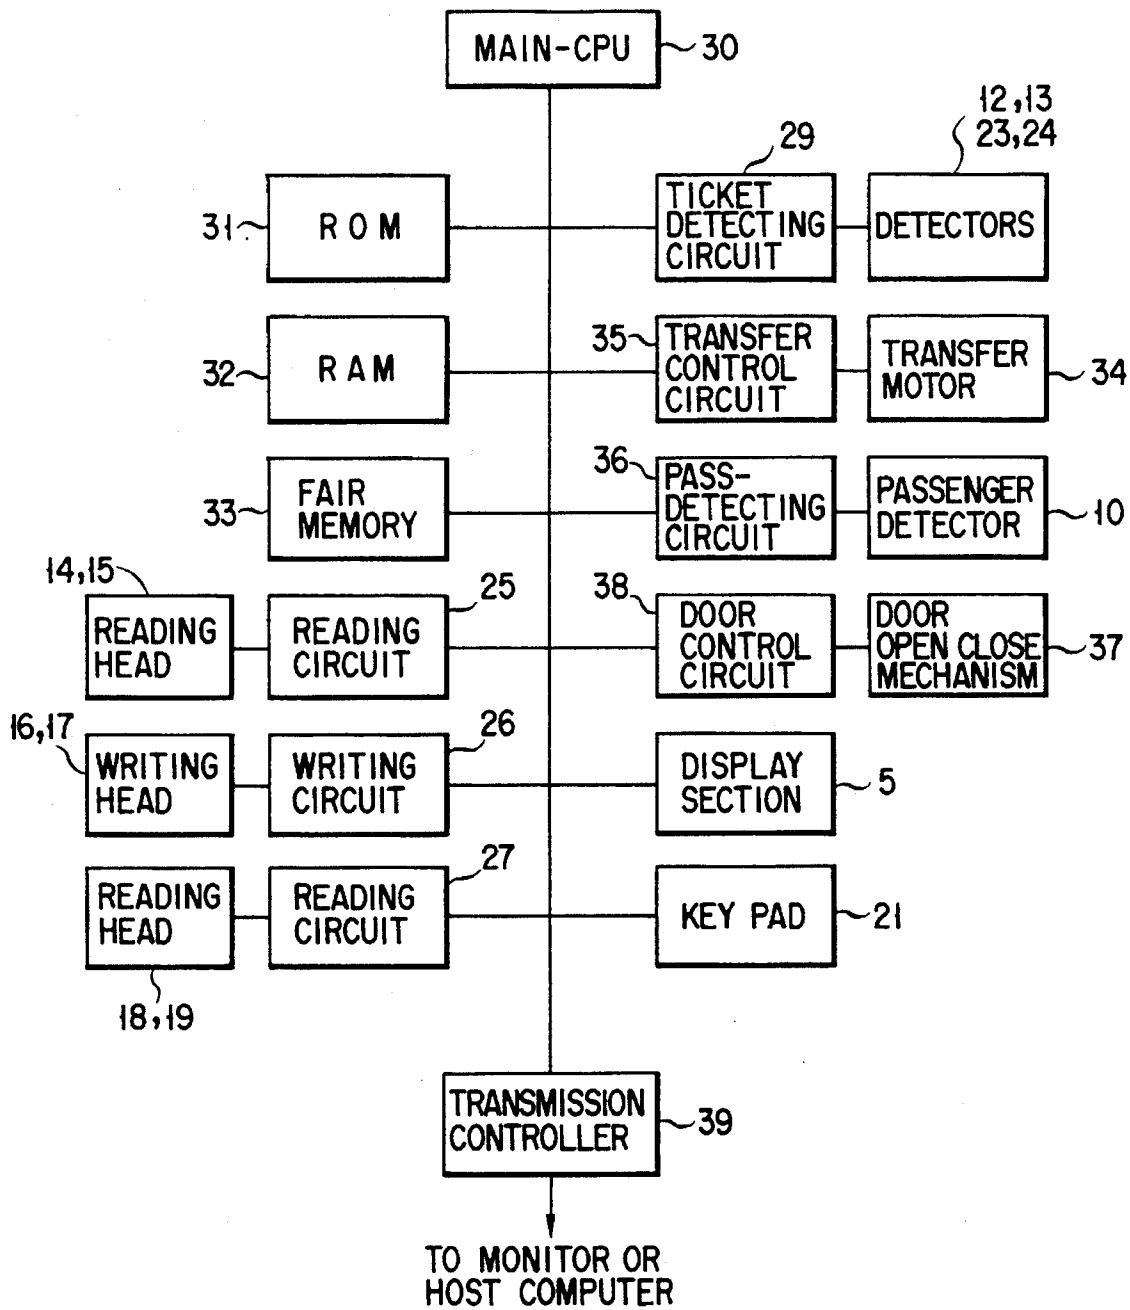 MAIN-CPU
30
12,13
23,24
29
31
ROM
TICKET
DETECTING
CIRCUIT
DETECTORS
32
RAM
35
TRANSFER
CONTROL
CIRCUIT
TRANSFER
MOTOR
34
33
FAIR
MEMORY
36
PASS-
DETECTING
CIRCUIT
PASSENGER
DETECTOR
10
14,15
READING
HEAD
READING
CIRCUIT
25
38
DOOR
CONTROL
CIRCUIT
DOOR
OPEN CLOSE
MECHANISM
37
16,17
WRITING
HEAD
WRITING
CIRCUIT
26
DISPLAY
SECTION
5
READING
HEAD
18,19
READING
CIRCUIT
27
KEY PAD
21
TRANSMISSION
CONTROLLER
39
TO MONITOR OR
HOST COMPUTER